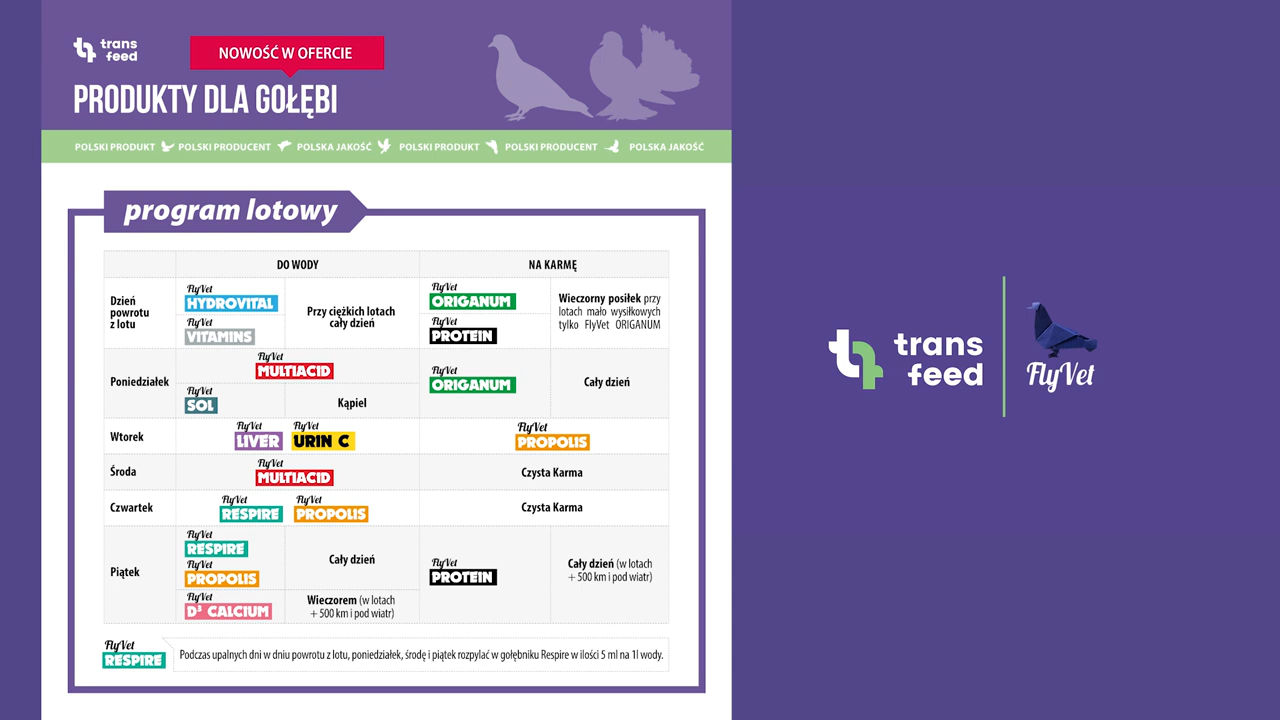 trans
feed
NOWOŚĆ W OFERCIE
PRODUKTY DLA GOŁĘBI
POLSKI PRODUKT POLSKI PRODUCENT POLSKA JAKOŚĆ POLSKI PRODUKT POLSKI PRODUCENT POLSKA JAKOŚĆ
program lotowy
DO WODY
NA KARMĘ
Dzień
powrotu
z lotu
FlyVet
HYDROVITAL
FlyVet
VITAMINS
Przy ciężkich lotach
cały dzień
FlyVet
ORIGANUM
FlyVet
PROTEIN
Wieczorny posiłek przy
lotach mało wysiłkowych
tylko FlyVet ORIGANUM
Poniedziałek
FlyVet
MULTIACID
FlyVet
SOL
Kąpiel
FlyVet
ORIGANUM
Cały dzień
Wtorek
FlyVet
LIVER
FlyVet
URIN C
FlyVet
PROPOLIS
Środa
FlyVet
MULTIACID
Czysta Karma
Czwartek
FlyVet
RESPIRE
FlyVet
PROPOLIS
Czysta Karma
Piątek
FlyVet
RESPIRE
FlyVet
PROPOLIS
Cały dzień
FlyVet
D³ CALCIUM
Wieczorem (w lotach
+ 500 km i pod wiatr)
FlyVet
PROTEIN
Cały dzień (w lotach
+ 500 km i pod wiatr)
FlyVet
RESPIRE
Podczas upalnych dni w dniu powrotu z lotu, poniedziałek, środę i piątek rozpylać w gołębniku Respire w ilości 5 ml na 1l wody.
trans
feed
FlyVet